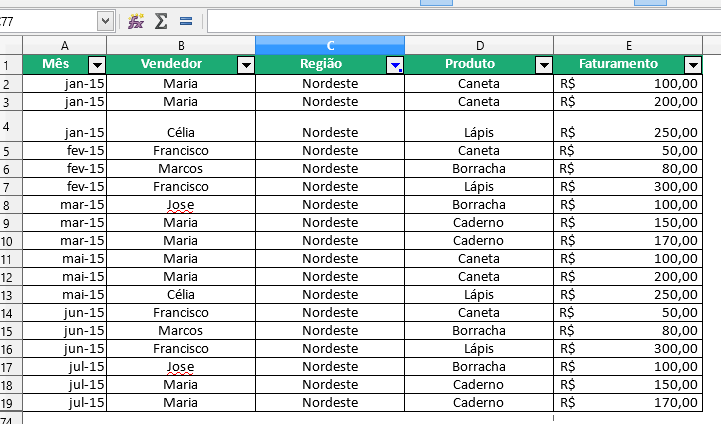 C77
A B C D E
1 Mês Vendedor Região Produto Faturamento
2 jan-15 Maria Nordeste Caneta R$ 100,00
3 jan-15 Maria Nordeste Caneta R$ 200,00
4 jan-15 Célia Nordeste Lápis R$ 250,00
5 fev-15 Francisco Nordeste Caneta R$ 50,00
6 fev-15 Marcos Nordeste Borracha R$ 80,00
7 fev-15 Francisco Nordeste Lápis R$ 300,00
8 mar-15 Jose Nordeste Borracha R$ 100,00
9 mar-15 Maria Nordeste Caderno R$ 150,00
10 mar-15 Maria Nordeste Caderno R$ 170,00
11 mai-15 Maria Nordeste Caneta R$ 100,00
12 mai-15 Maria Nordeste Caneta R$ 200,00
13 mai-15 Célia Nordeste Lápis R$ 250,00
14 jun-15 Francisco Nordeste Caneta R$ 50,00
15 jun-15 Marcos Nordeste Borracha R$ 80,00
16 jun-15 Francisco Nordeste Lápis R$ 300,00
17 jul-15 Jose Nordeste Borracha R$ 100,00
18 jul-15 Maria Nordeste Caderno R$ 150,00
19 jul-15 Maria Nordeste Caderno R$ 170,00
74